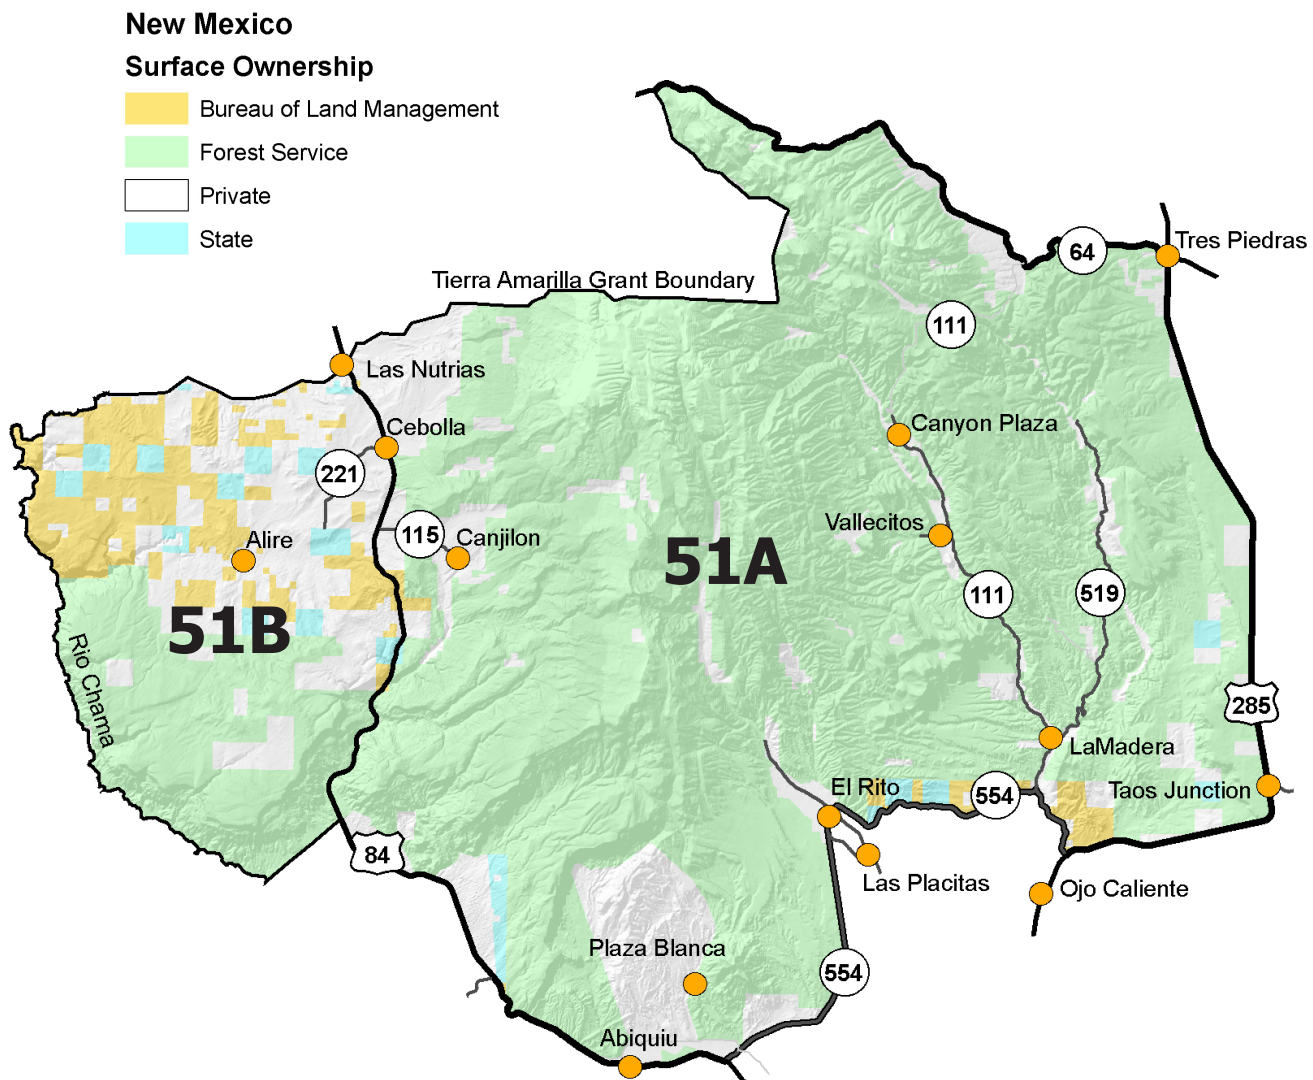 New Mexico
Surface Ownership
Bureau of Land Management
Forest Service
Private
State
Tres Piedras
64
Tierra Amarilla Grant Boundary
111
Las Nutrias
Cebolla
Canyon Plaza
221
Vallecitos
115
Canjilon
Alire
51A
111
519
51B
Rio Chama
285
LaMadera
El Rito
554
Taos Junction
84
Las Placitas
Ojo Caliente
Plaza Blanca
554
Abiquiu